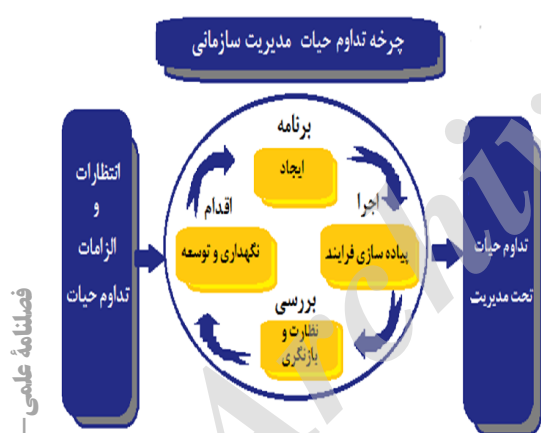 چرخه تداوم حیات مدیریت سازمانی
انتظارات
و
الزامات
تداوم حیات
برنامه
ایجاد
اجرا
پیاده سازی فرایند
بررسی
نظارت و
بازنگری
اقدام
نگهداری و توسعه
تداوم حیات
تحت مدیریت
فصلنامهٔ علمی
Archiv